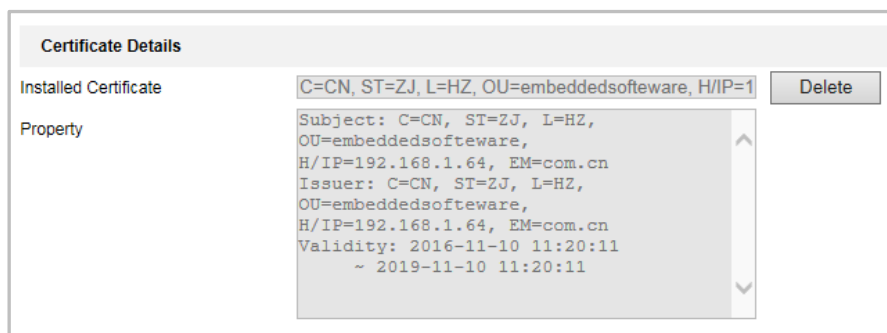 Certificate Details
Installed Certificate
C=CN, ST=ZJ, L=HZ, OU=embeddedsofteware, H/IP=1
Delete
Property
Subject: C=CN, ST=ZJ, L=HZ,
OU=embeddedsofteware,
H/IP=192.168.1.64, EM=com.cn
Issuer: C=CN, ST=ZJ, L=HZ,
OU=embeddedsofteware,
H/IP=192.168.1.64, EM=com.cn
Validity: 2016-11-10 11:20:11
~ 2019-11-10 11:20:11